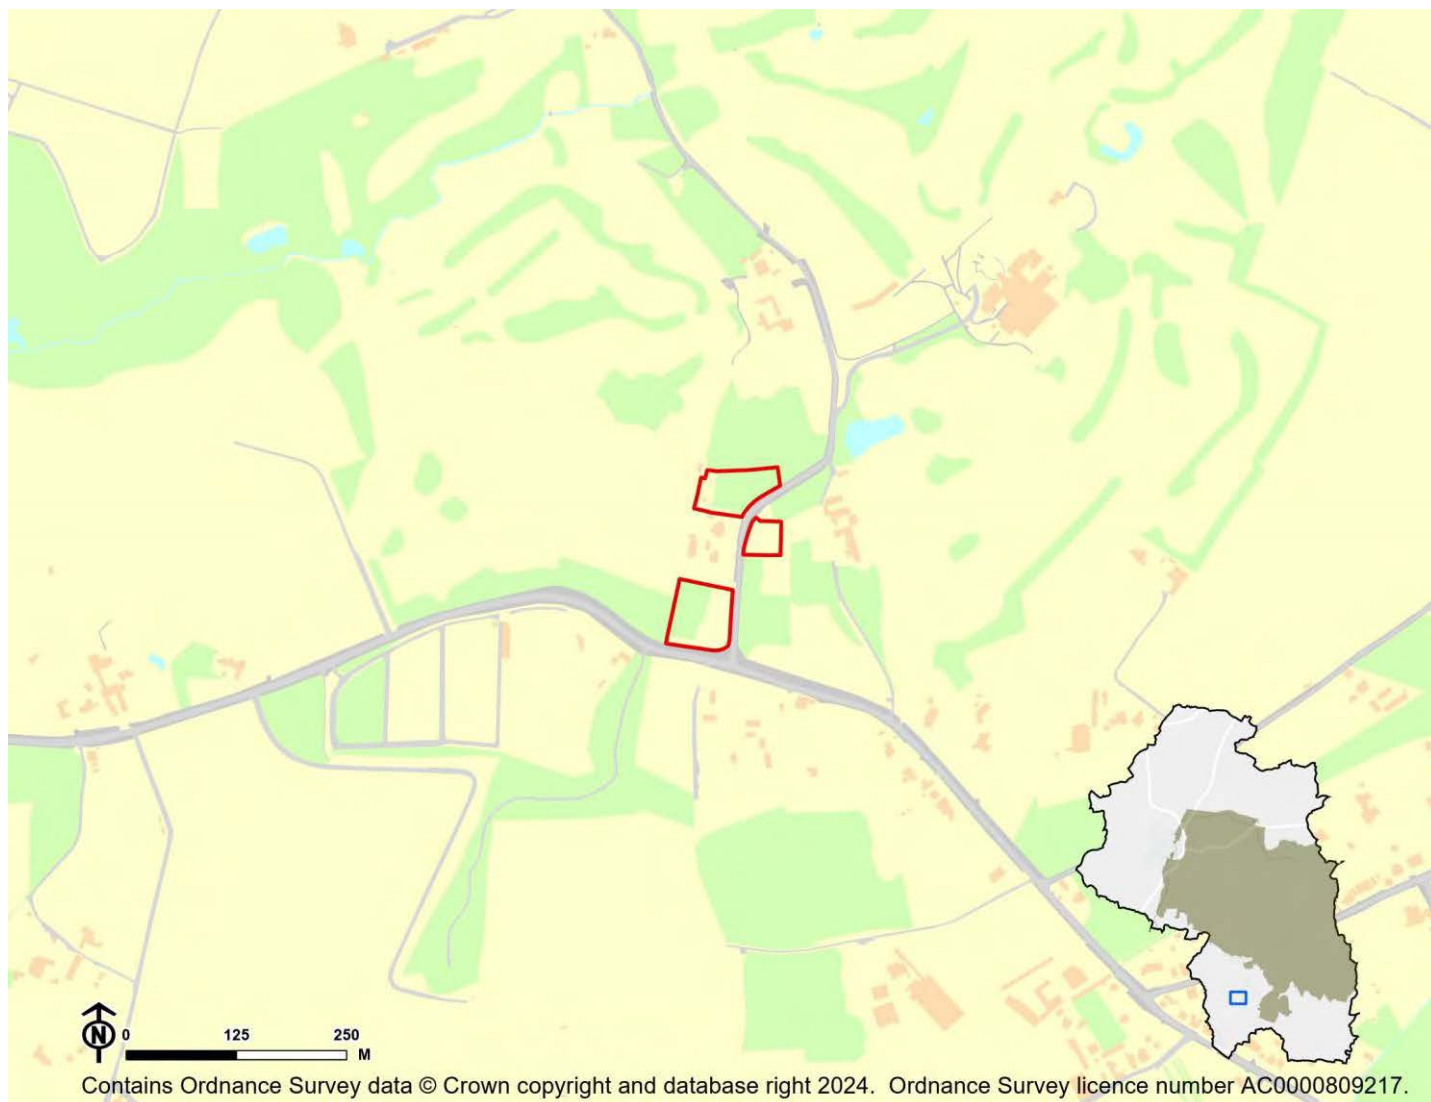 N
0 125 250
M
Contains Ordnance Survey data © Crown copyright and database right 2024. Ordnance Survey licence number AC0000809217.